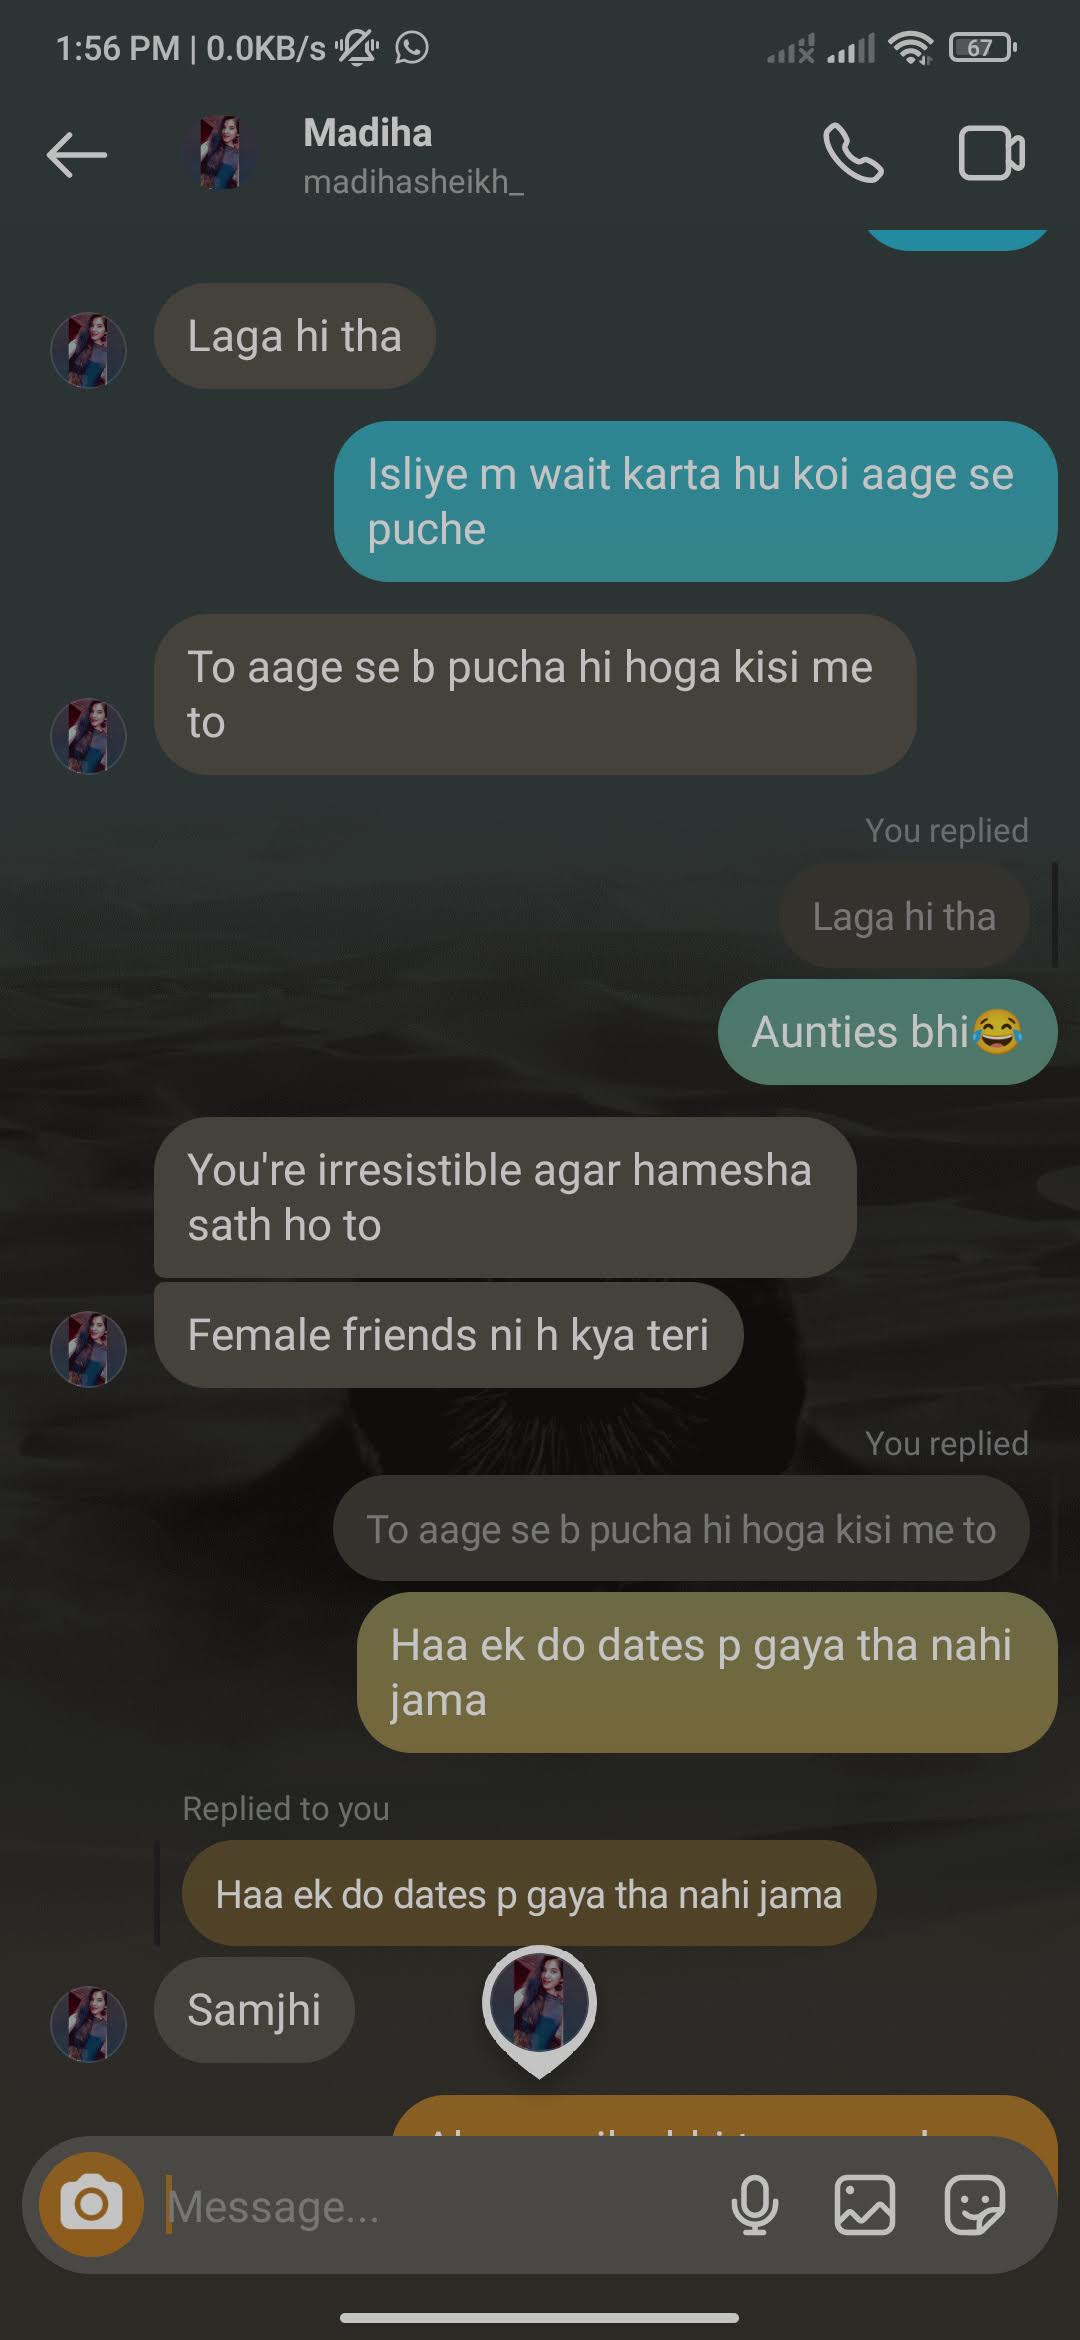 1:56 PM | 0.0KB/s
67
Madiha
madihasheikh_
Laga hi tha
Isliye m wait karta hu koi aage se
puche
To aage se b pucha hi hoga kisi me
to
You replied
Laga hi tha
Aunties bhi😂
You're irresistible agar hamesha
sath ho to
Female friends ni h kya teri
You replied
To aage se b pucha hi hoga kisi me to
Haa ek do dates p gaya tha nahi
jama
Replied to you
Haa ek do dates p gaya tha nahi jama
Samjhi
Message...